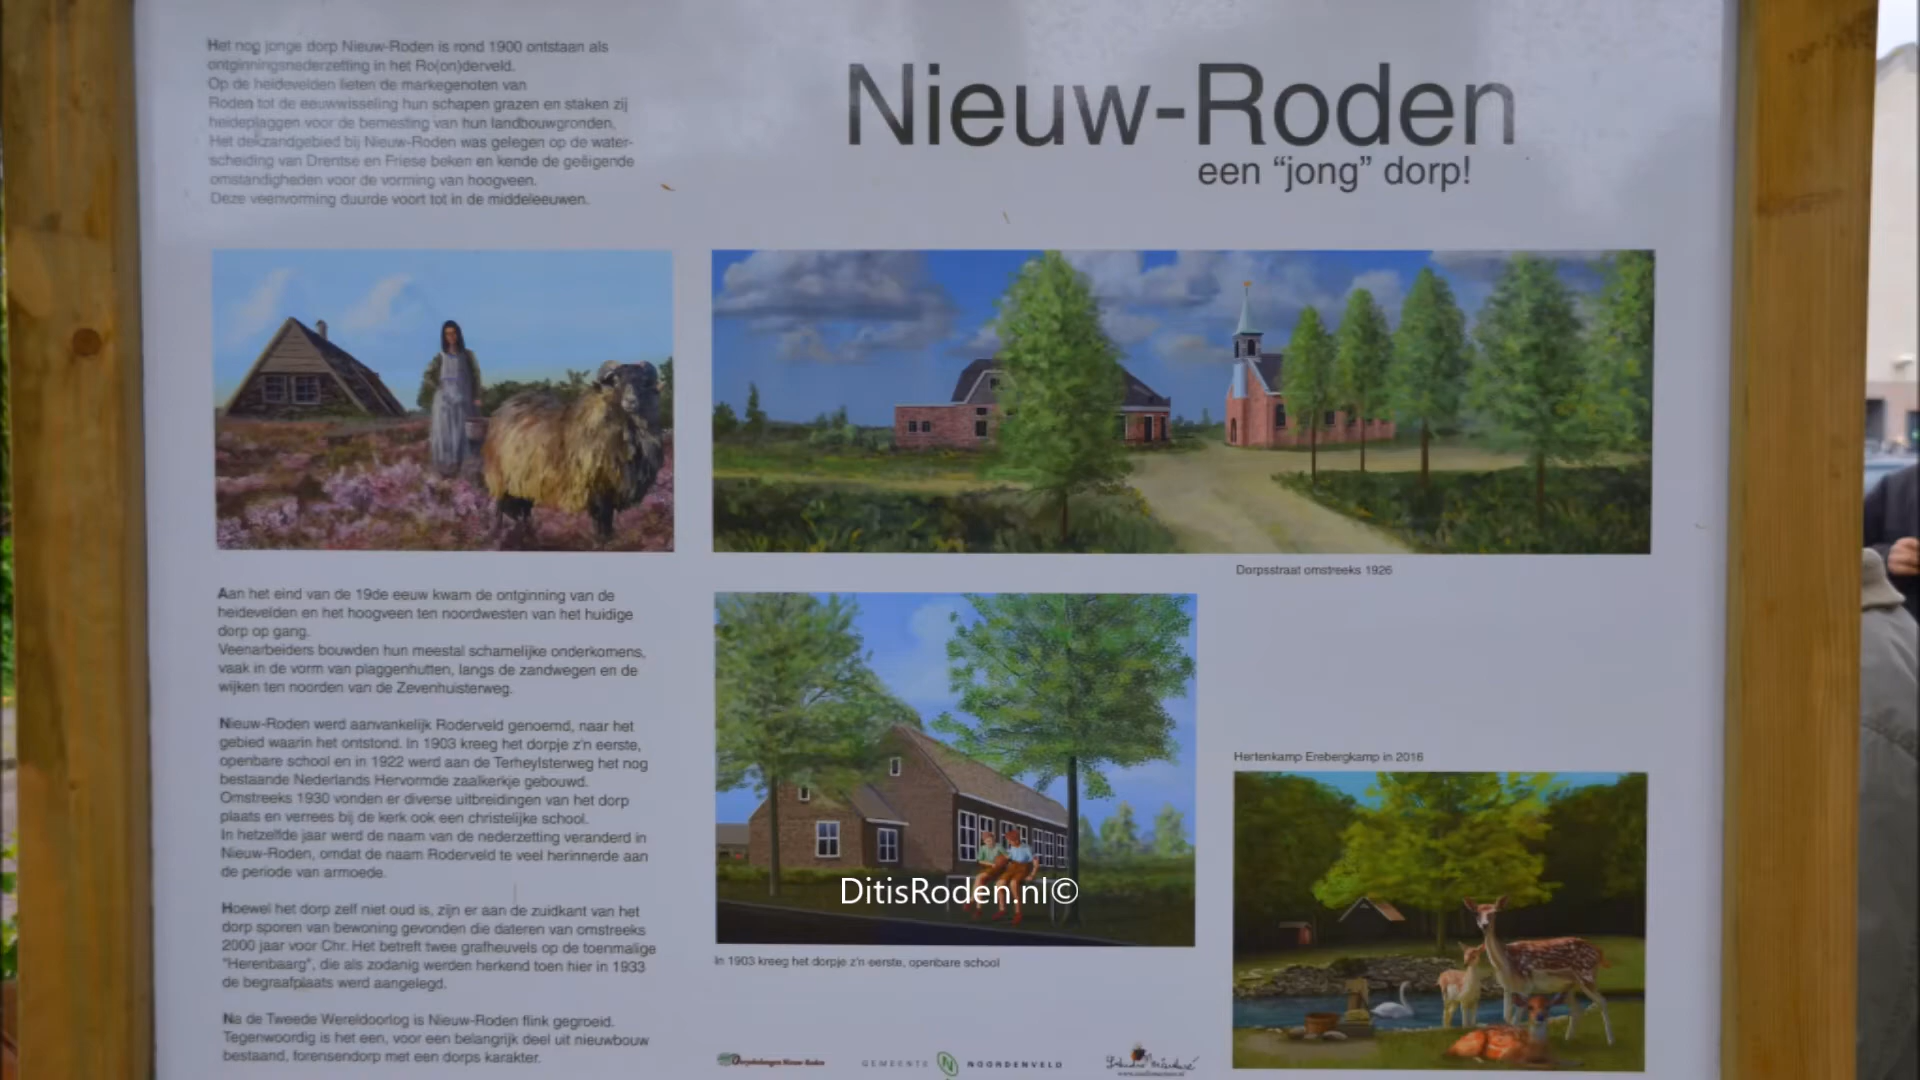 Het nog jonge dorp Nieuw-Roden is rond 1900 ontstaan als
ontginningsnederzetting in het Ro(on)derveld.
Op de heidevelden lieten de markegenoten van
Roden tot de eeuwwisseling hun schapen grazen en staken zij
heideplaggen voor de bemesting van hun landbouwgronden.
Het dekzandgebied bij Nieuw-Roden was gelegen op de water-
scheiding van Drentse en Friese beken en kende de geëigende
omstandigheden voor de vorming van hoogveen.
Deze veenvorming duurde voort tot in de middeleeuwen.
Nieuw-Roden
een “jong” dorp!
Dorpsstraat omstreeks 1926
Aan het eind van de 19de eeuw kwam de ontginning van de
heidevelden en het hoogveen ten noordwesten van het huidige
dorp op gang.
Veenarbeiders bouwden hun meestal schamelijke onderkomens,
vaak in de vorm van plaggenhutten, langs de zandwegen en de
wijken ten noorden van de Zevenhuisterweg.
Nieuw-Roden werd aanvankelijk Roderveld genoemd, naar het
gebied waarin het ontstond. In 1903 kreeg het dorpje z'n eerste,
openbare school en in 1922 werd aan de Terheylsterweg het nog
bestaande Nederlands Hervormde zaalkerkje gebouwd.
Omstreeks 1930 vonden er diverse uitbreidingen van het dorp
plaats en verrees bij de kerk ook een christelijke school.
In hetzelfde jaar werd de naam van de nederzetting veranderd in
Nieuw-Roden, omdat de naam Roderveld te veel herinnerde aan
de periode van armoede.
Hoewel het dorp zelf niet oud is, zijn er aan de zuidkant van het
dorp sporen van bewoning gevonden die dateren van omstreeks
2000 jaar voor Chr. Het betreft twee grafheuvels op de toenmalige
"Herenbaarg", die als zodanig werden herkend toen hier in 1933
de begraafplaats werd aangelegd.
Na de Tweede Wereldoorlog is Nieuw-Roden flink gegroeid.
Tegenwoordig is het een, voor een belangrijk deel uit nieuwbouw
bestaand, forensendorp met een dorps karakter.
DitisRoden.nl©
In 1903 kreeg het dorpje z'n eerste, openbare school
Hertenkamp Erebergkamp in 2016
Dorpsbelangen Nieuw-Roden
GEMEENTE NOORDENVELD